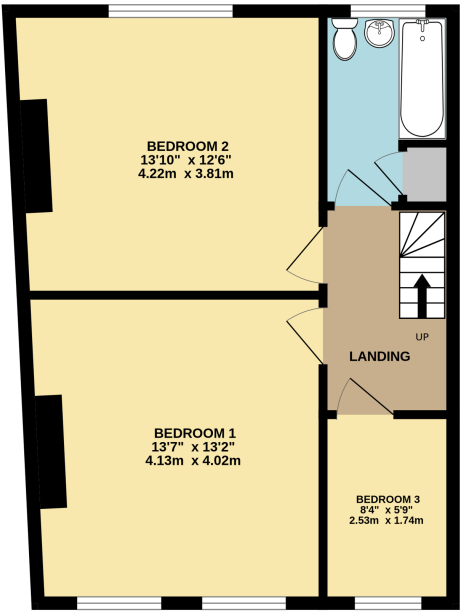 BEDROOM 2
13'10" x 12'6"
4.22m x 3.81m
UP
LANDING
BEDROOM 1
13'7" x 13'2"
4.13m x 4.02m
BEDROOM 3
8'4" x 5'9"
2.53m x 1.74m